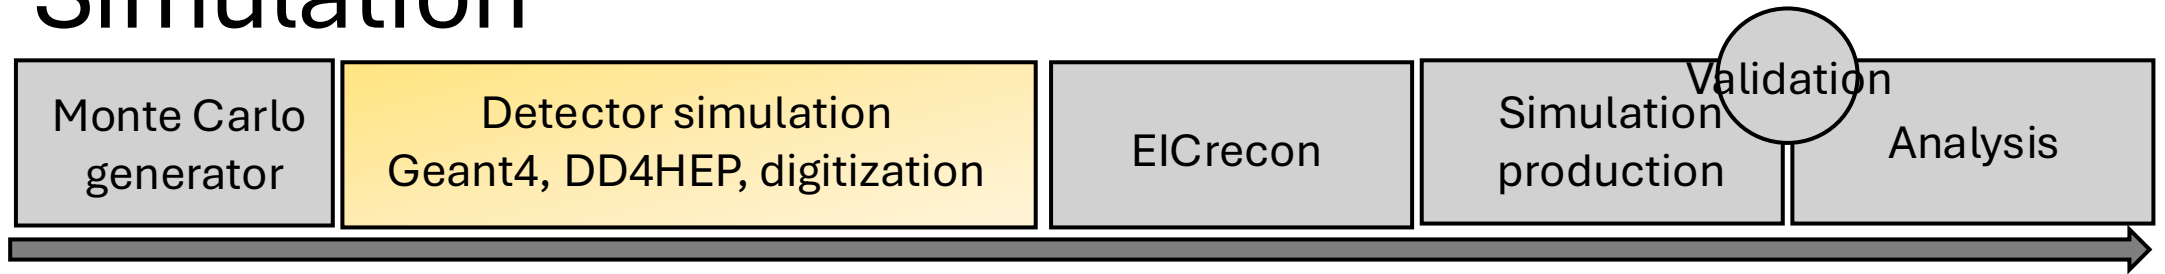 Simulation
Monte Carlo
generator
Detector simulation
Geant4, DD4HEP, digitization
EICrecon
Simulation
production
Validation
Analysis